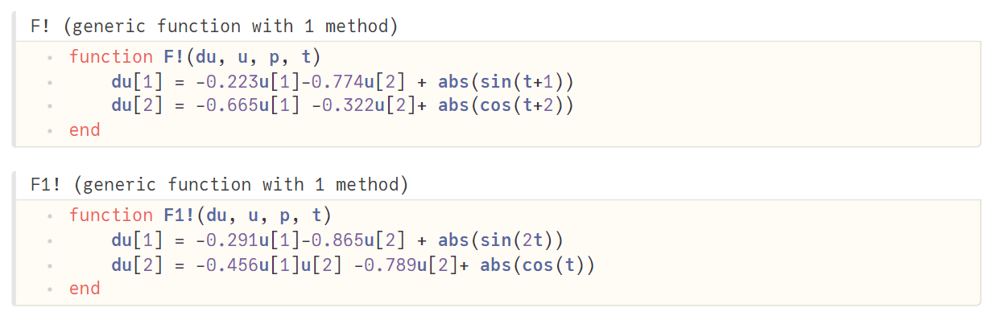 F! (generic function with 1 method)
function F!(du, u, p, t)
du[1] = -0.223u[1]-0.774u[2] + abs(sin(t+1))
du[2] = -0.665u[1] -0.322u[2]+ abs(cos(t+2))
end
F1! (generic function with 1 method)
function F1!(du, u, p, t)
du[1] = -0.291u[1]-0.865u[2] + abs(sin(2t))
du[2] = -0.456u[1]u[2] -0.789u[2]+ abs(cos(t))
end